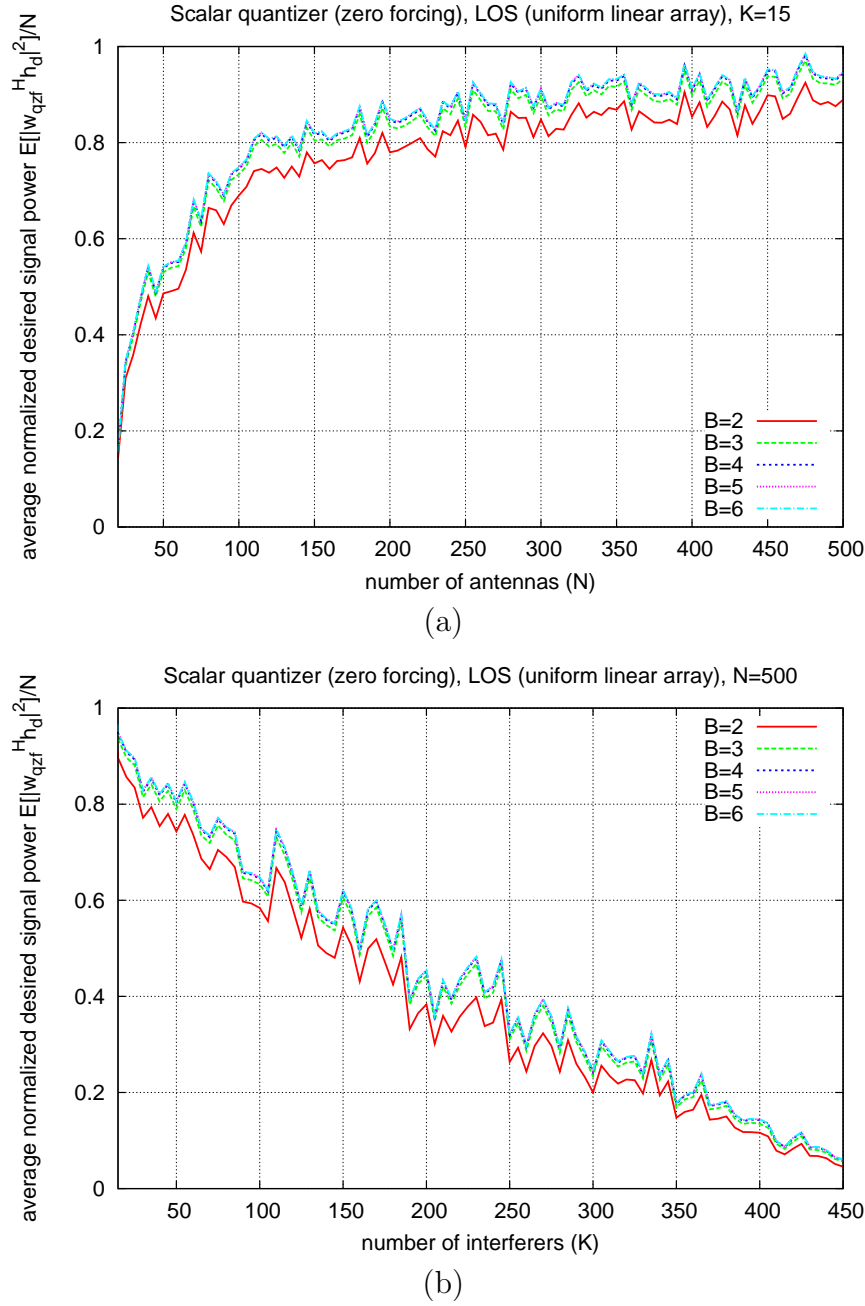 Scalar quantizer (zero forcing), LOS (uniform linear array), K=15
average normalized desired signal power E[|w_qzf^H h_d|^2]/N
1
0.8
0.6
0.4
0.2
0
B=2
B=3
B=4
B=5
B=6
50 100 150 200 250 300 350 400 450 500
number of antennas (N)
(a)
Scalar quantizer (zero forcing), LOS (uniform linear array), N=500
average normalized desired signal power E[|w_qzf^H h_d|^2]/N
1
0.8
0.6
0.4
0.2
0
B=2
B=3
B=4
B=5
B=6
50 100 150 200 250 300 350 400 450
number of interferers (K)
(b)